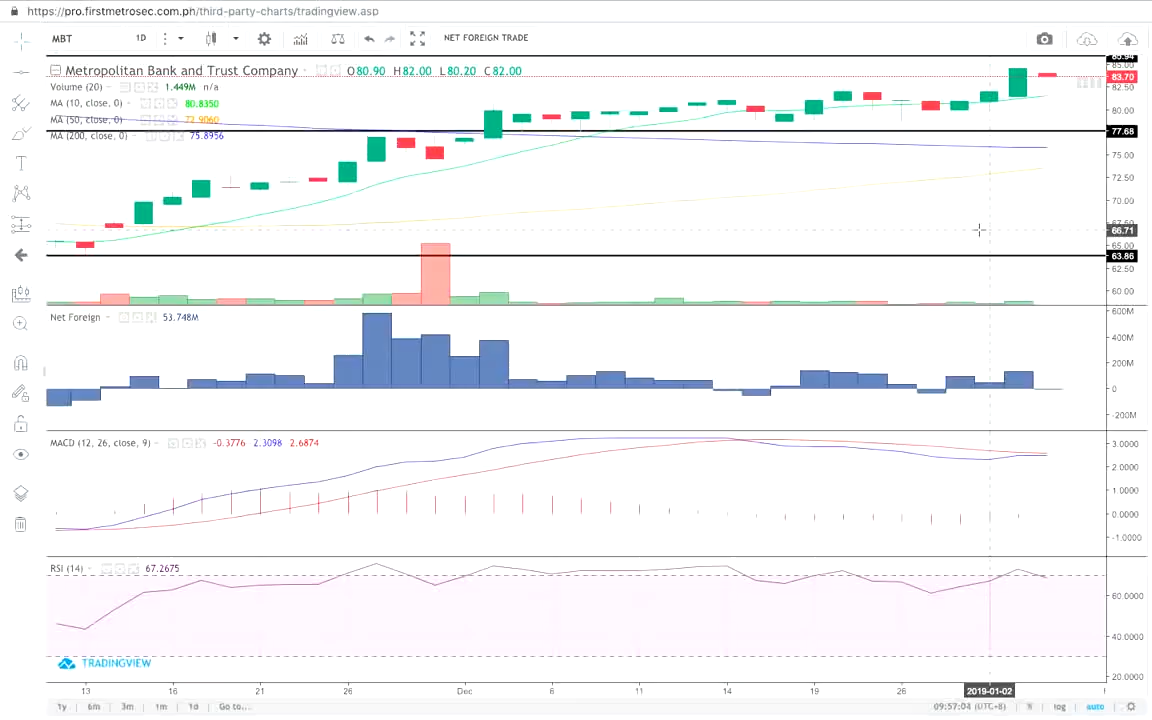 https://pro.firstmetrosec.com.ph/third-party-charts/tradingview.asp
MBT 1D NET FOREIGN TRADE
Metropolitan Bank and Trust Company O80.90 H82.00 L80.20 C82.00
Volume (20) 1.449M n/a
MA (10, close, 0) 80.8350
MA (50, close, 0) 72.9060
MA (200, close, 0) 75.8956
85.94
85.00
83.70
82.50
80.00
77.68
75.00
72.50
70.00
67.50
66.71
65.00
63.86
62.50
60.00
Net Foreign 53.748M
600M
400M
200M
0
-200M
MACD (12, 26, close, 9) -0.3776 2.3098 2.6874
3.0000
2.0000
1.0000
0.0000
-1.0000
RSI (14) 67.2675
60.0000
40.0000
20.0000
TRADINGVIEW
13 16 21 26 Dec 6 11 14 19 26 2019-01-02
1y 6m 3m 1m 1d Go to... 09:57:04 (UTC+8) % log auto